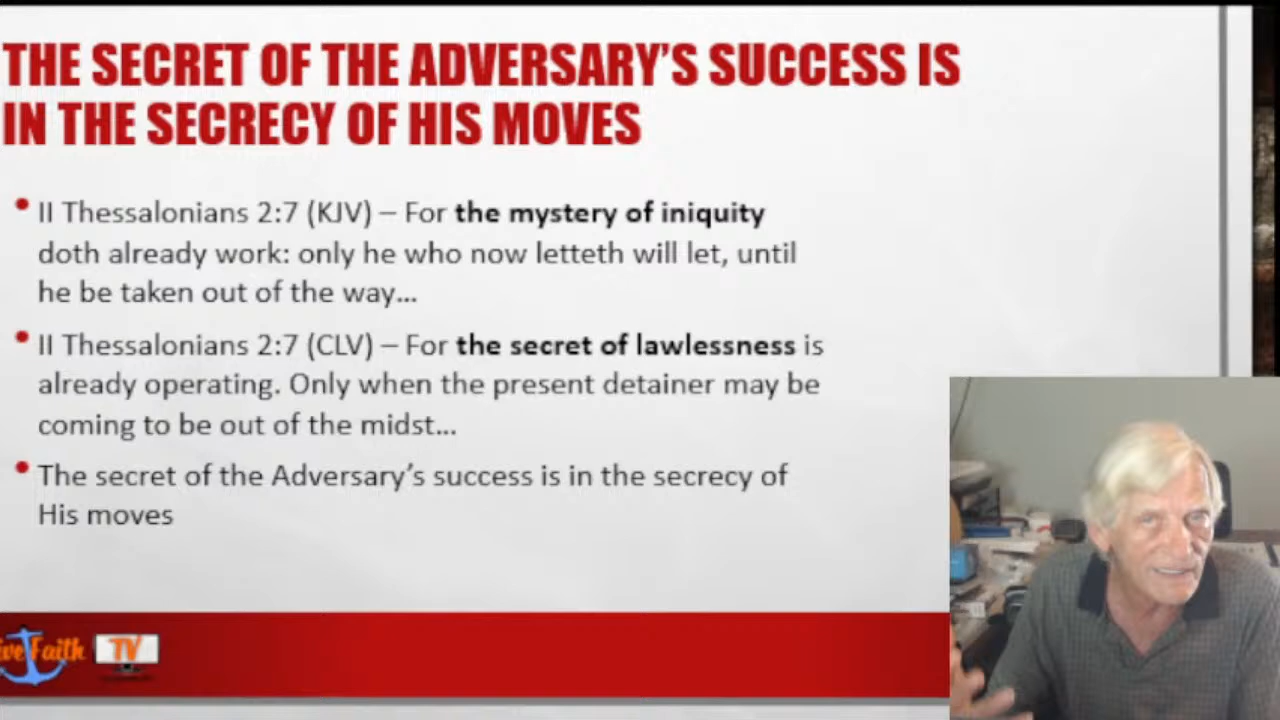 THE SECRET OF THE ADVERSARY'S SUCCESS IS
IN THE SECRECY OF HIS MOVES
• II Thessalonians 2:7 (KJV) – For the mystery of iniquity
doth already work: only he who now letteth will let, until
he be taken out of the way...
• II Thessalonians 2:7 (CLV) – For the secret of lawlessness is
already operating. Only when the present detainer may be
coming to be out of the midst...
• The secret of the Adversary's success is in the secrecy of
His moves
ive Faith TV